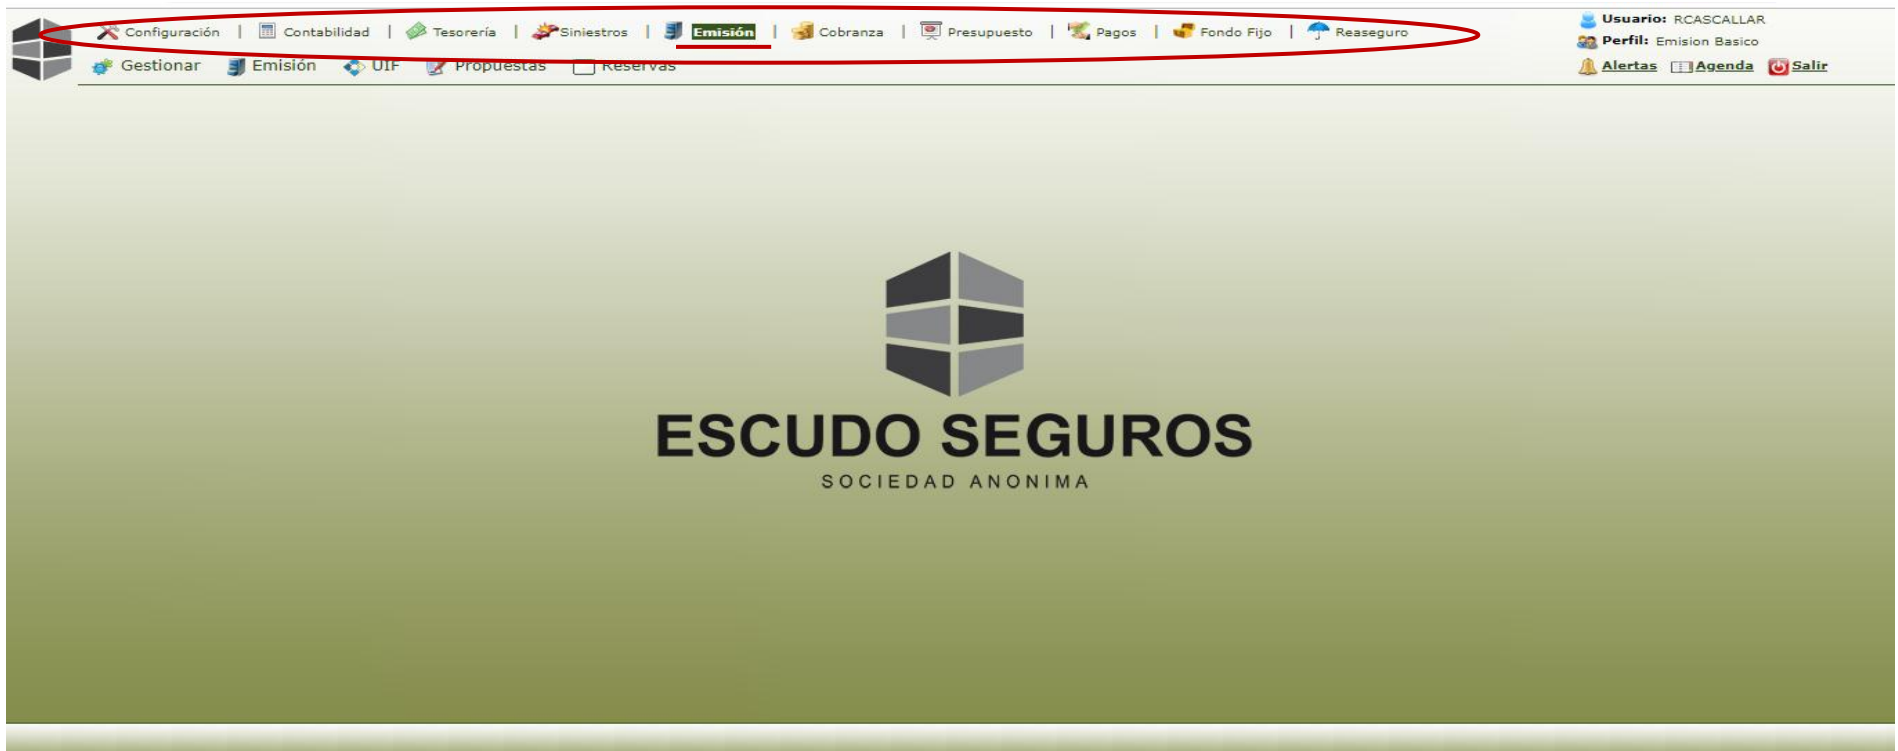 Configuración | Contabilidad | Tesorería | Siniestros | Emisión | Cobranza | Presupuesto | Pagos | Fondo Fijo | Reaseguro
Gestionar Emisión UIF Propuestas Reservas
Usuario: RCASCALLAR
Perfil: Emision Basico
Alertas Agenda Salir
ESCUDO SEGUROS
SOCIEDAD ANONIMA